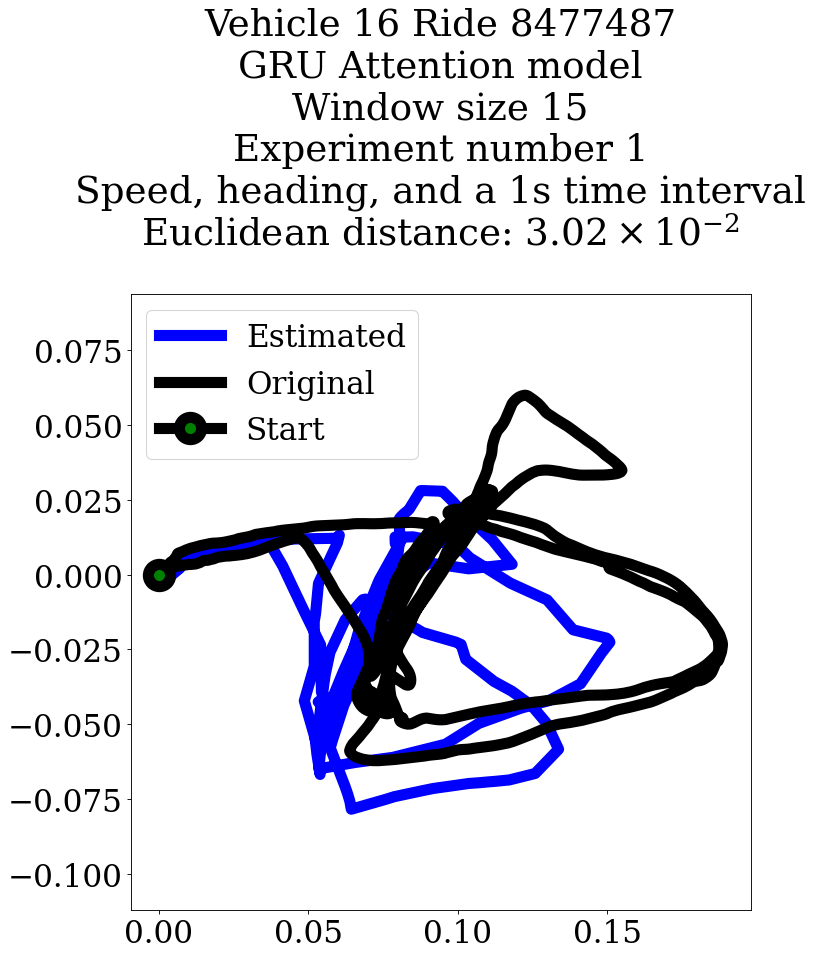 Vehicle 16 Ride 8477487
GRU Attention model
Window size 15
Experiment number 1
Speed, heading, and a 1s time interval
Euclidean distance: 3.02 × 10⁻²
Estimated
Original
Start
0.075
0.050
0.025
0.000
−0.025
−0.050
−0.075
−0.100
0.00 0.05 0.10 0.15